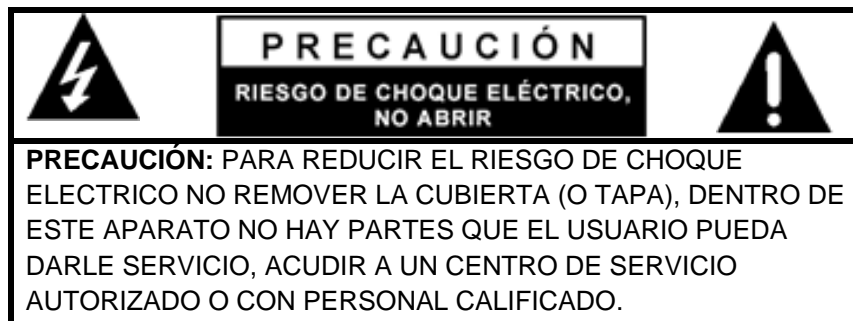 PRECAUCIÓN
RIESGO DE CHOQUE ELÉCTRICO,
NO ABRIR
PRECAUCIÓN: PARA REDUCIR EL RIESGO DE CHOQUE
ELECTRICO NO REMOVER LA CUBIERTA (O TAPA), DENTRO DE
ESTE APARATO NO HAY PARTES QUE EL USUARIO PUEDA
DARLE SERVICIO, ACUDIR A UN CENTRO DE SERVICIO
AUTORIZADO O CON PERSONAL CALIFICADO.